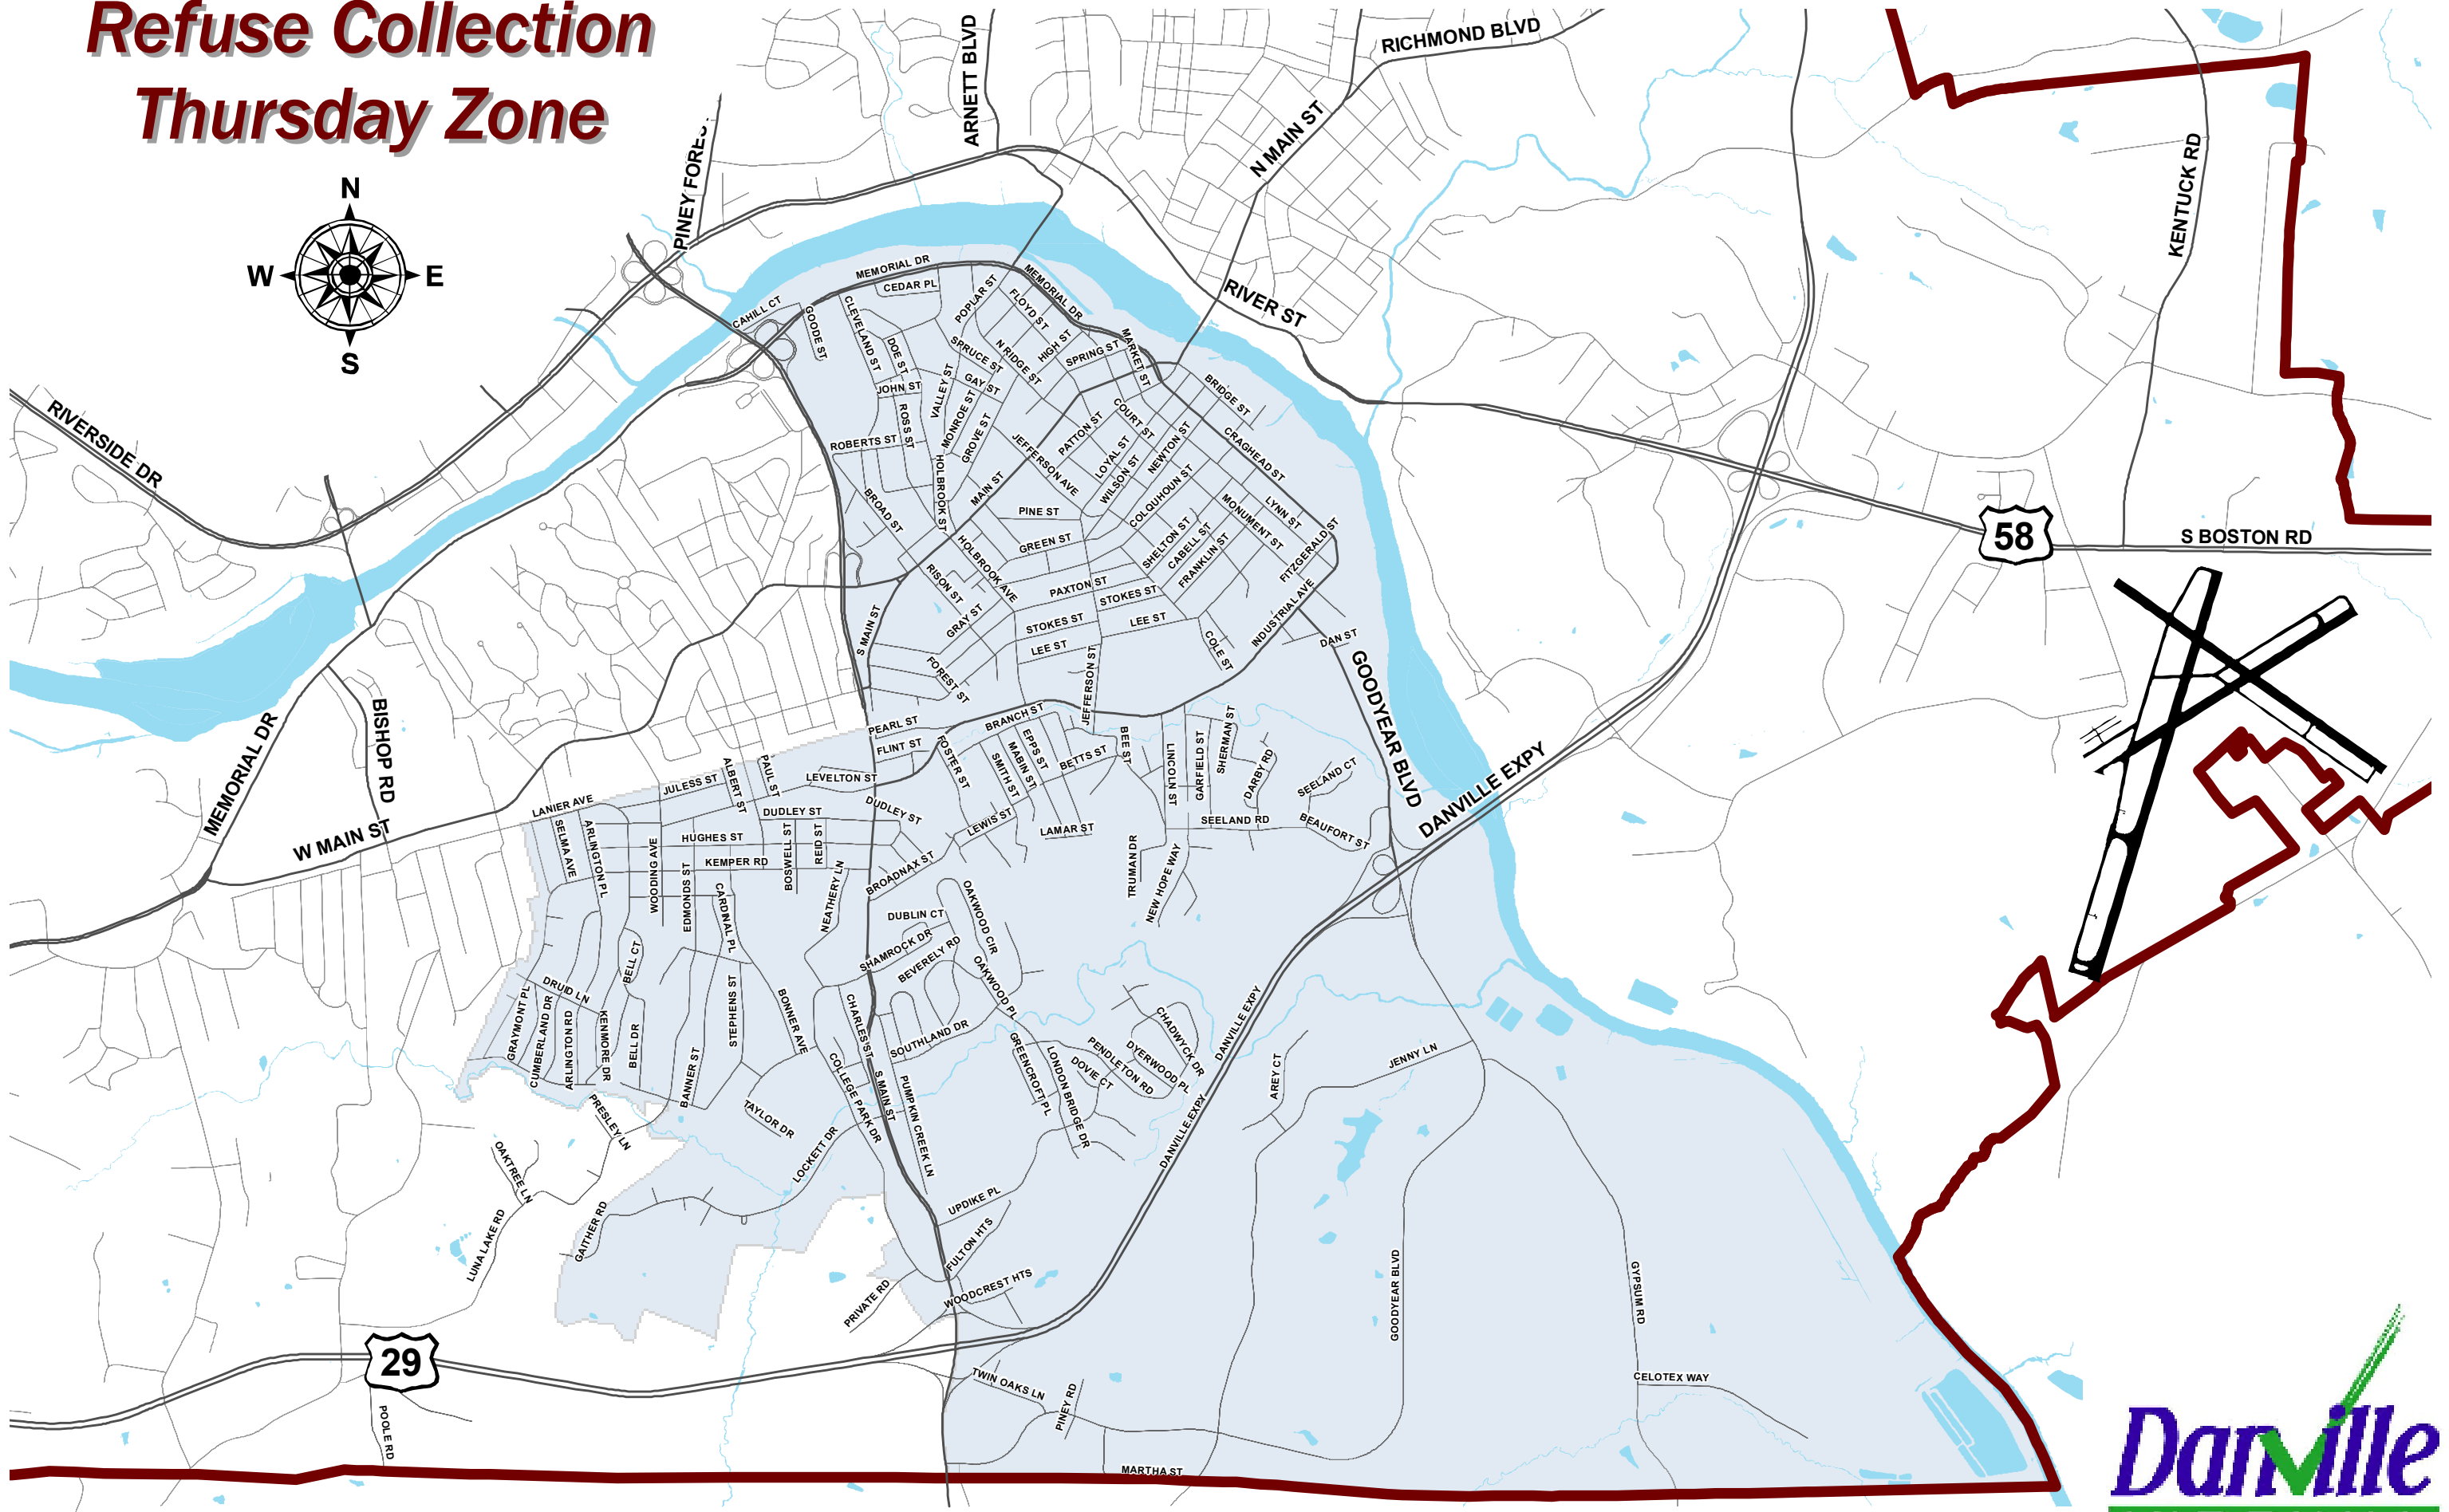 Refuse Collection
Thursday Zone
N
W
E
S
ARNETT BLVD
RICHMOND BLVD
N MAIN ST
PINEY FORES
KENTUCK RD
RIVER ST
RIVERSIDE DR
MEMORIAL DR
CEDAR PL
POPLAR ST
MEMORIAL DR
FLOYD ST
CAHILL CT
GOODE ST
CLEVELAND ST
DOE ST
SPRUCE ST
N RIDGE ST
HIGH ST
SPRING ST
MARKET ST
JOHN ST
VALLEY ST
GAY ST
MONROE ST
ROSS ST
GROVE ST
BRIDGE ST
COURT ST
PATTON ST
ROBERTS ST
JEFFERSON AVE
LOYAL ST
NEWTON ST
WILSON ST
CRAGHEAD ST
HOLBROOK ST
MAIN ST
BROAD ST
COLQUHOUN ST
PINE ST
LYNN ST
MONUMENT ST
FITZGERALD ST
58
S BOSTON RD
GREEN ST
HOLBROOK AVE
SHELTON ST
CABELL ST
FRANKLIN ST
RISON ST
PAXTON ST
STOKES ST
GRAY ST
STOKES ST
LEE ST
LEE ST
INDUSTRIAL AVE
COLE ST
DAN ST
S MAIN ST
FOREST ST
JEFFERSON ST
GOODYEAR BLVD
BISHOP RD
MEMORIAL DR
W MAIN ST
PEARL ST
BRANCH ST
FLINT ST
FOSTER ST
EPPS ST
MABIN ST
SMITH ST
BETTS ST
BEE ST
LINCOLN ST
GARFIELD ST
SHERMAN ST
DARBY RD
SEELAND CT
DANVILLE EXPY
PAUL ST
ALBERT ST
JULESS ST
LEVELTON ST
LANIER AVE
DUDLEY ST
DUDLEY ST
LEWIS ST
LAMAR ST
SEELAND RD
BEAUFORT ST
SELMA AVE
ARLINGTON PL
HUGHES ST
WOODING AVE
KEMPER RD
BOSWELL ST
REID ST
EDMONDS ST
CARDINAL PL
NEATHERY LN
BROADNAX ST
TRUMAN DR
NEW HOPE WAY
DUBLIN CT
OAKWOOD CIR
SHAMROCK DR
BEVERELY RD
OAKWOOD PL
BELL CT
DRUID LN
GRAYMONT PL
CUMBERLAND DR
ARLINGTON RD
KENMORE DR
BELL DR
STEPHENS ST
BONNER AVE
CHARLES ST
SOUTHLAND DR
BANNER ST
COLLEGE PARK DR
S MAIN ST
PUMPKIN CREEK LN
GREENCROFT PL
LONDON BRIDGE DR
DOVIE CT
PENDLETON RD
DYERWOOD PL
CHADWYCK DR
DANVILLE EXPY
DANVILLE EXPY
AREY CT
JENNY LN
PRESLEY LN
TAYLOR DR
LOCKETT DR
OAKTREE LN
LUNA LAKE RD
GAITHER RD
UPDIKE PL
FULTON HTS
WOODCREST HTS
PRIVATE RD
GOODYEAR BLVD
GYPSUM RD
29
POOLE RD
TWIN OAKS LN
PINEY RD
CELOTEX WAY
MARTHA ST
Danville